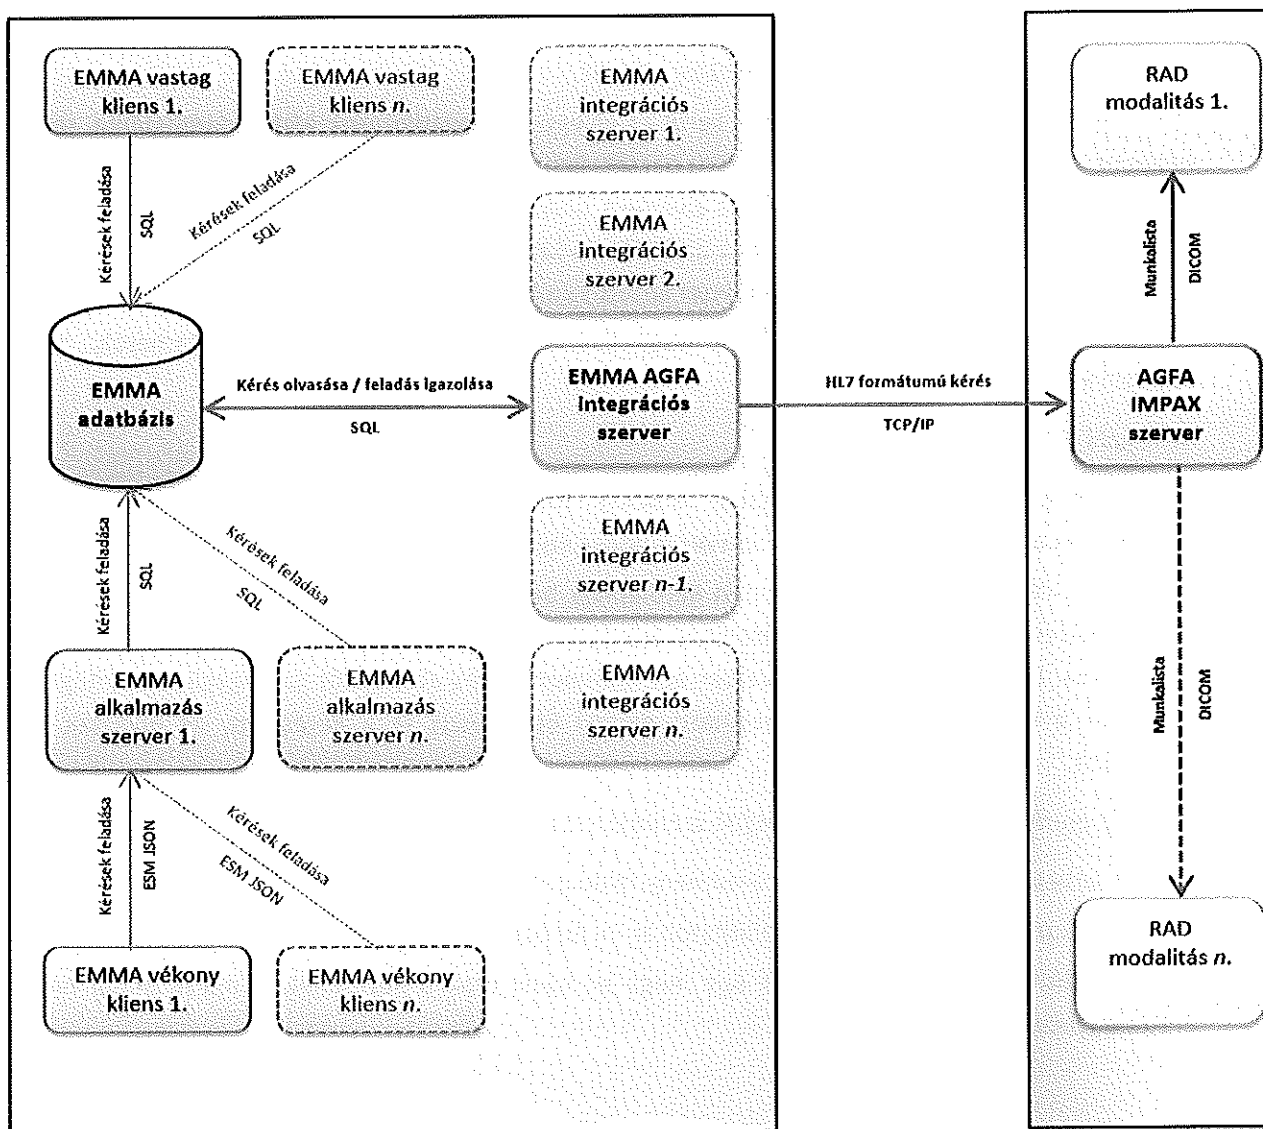 EMMA vastag
kliens 1.
EMMA vastag
kliens n.
EMMA
integrációs
szerver 1.
RAD
modalitás 1.
Kérések feladása
SQL
Kérések feladása
SQL
EMMA
integrációs
szerver 2.
Munkalista
DICOM
EMMA
adatbázis
Kérés olvasása / feladás igazolása
SQL
EMMA AGFA
integrációs
szerver
HL7 formátumú kérés
TCP/IP
AGFA
IMPAX
szerver
Kérések feladása
SQL
Kérések feladása
SQL
EMMA
integrációs
szerver n-1.
EMMA
alkalmazás
szerver 1.
EMMA
alkalmazás
szerver n.
EMMA
integrációs
szerver n.
Munkalista
DICOM
Kérések feladása
ESM JSON
Kérések feladása
ESM JSON
EMMA vékony
kliens 1.
EMMA vékony
kliens n.
RAD
modalitás n.